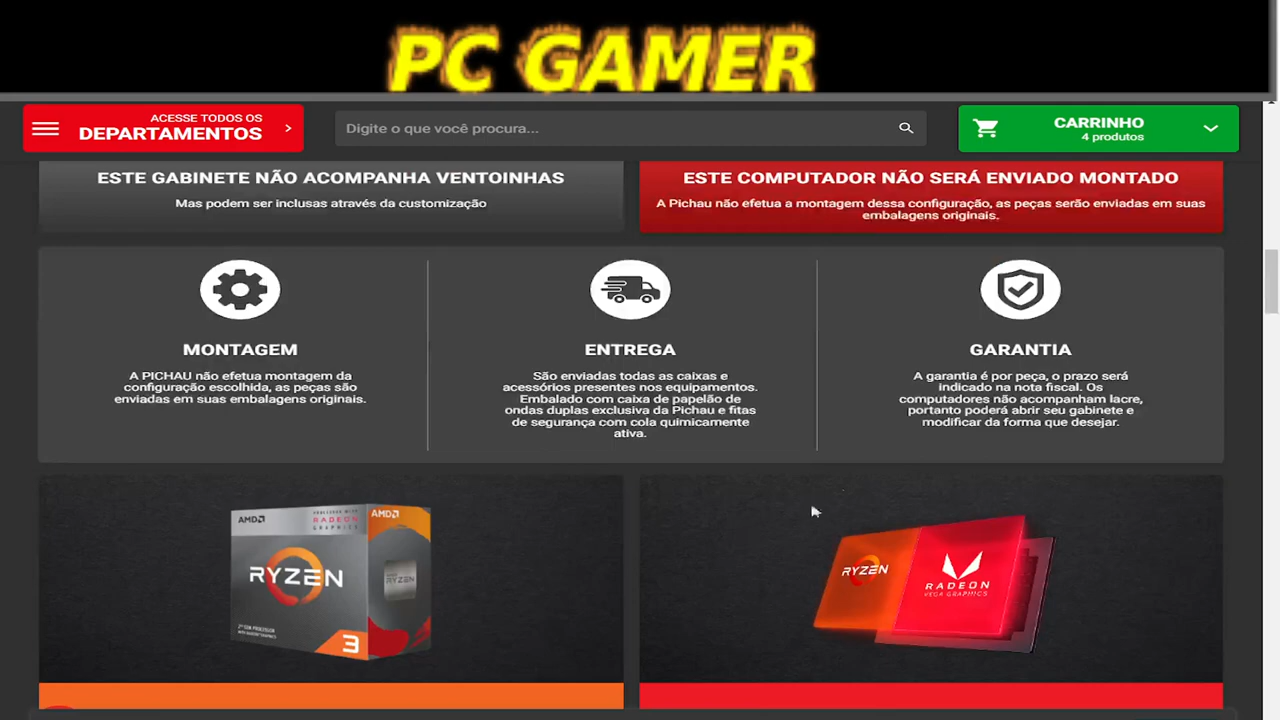 PC GAMER
ACESSE TODOS OS
DEPARTAMENTOS
Digite o que você procura...
CARRINHO
4 produtos
ESTE GABINETE NÃO ACOMPANHA VENTOINHAS
Mas podem ser inclusas através da customização
ESTE COMPUTADOR NÃO SERÁ ENVIADO MONTADO
A Pichau não efetua a montagem dessa configuração, as peças serão enviadas em suas
embalagens originais.
MONTAGEM
A PICHAU não efetua montagem da
configuração escolhida, as peças são
enviadas em suas embalagens originais.
ENTREGA
São enviadas todas as caixas e
acessórios presentes nos equipamentos.
Embalado com caixa de papelão de
ondas duplas exclusiva da Pichau e fitas
de segurança com cola quimicamente
ativa.
GARANTIA
A garantia é por peça, o prazo será
indicado na nota fiscal. Os
computadores não acompanham lacre,
portanto poderá abrir seu gabinete e
modificar da forma que desejar.
AMD
RADEON
GRAPHICS
AMD
RYZEN
RYZEN
3
RYZEN
RADEON
VEGA GRAPHICS